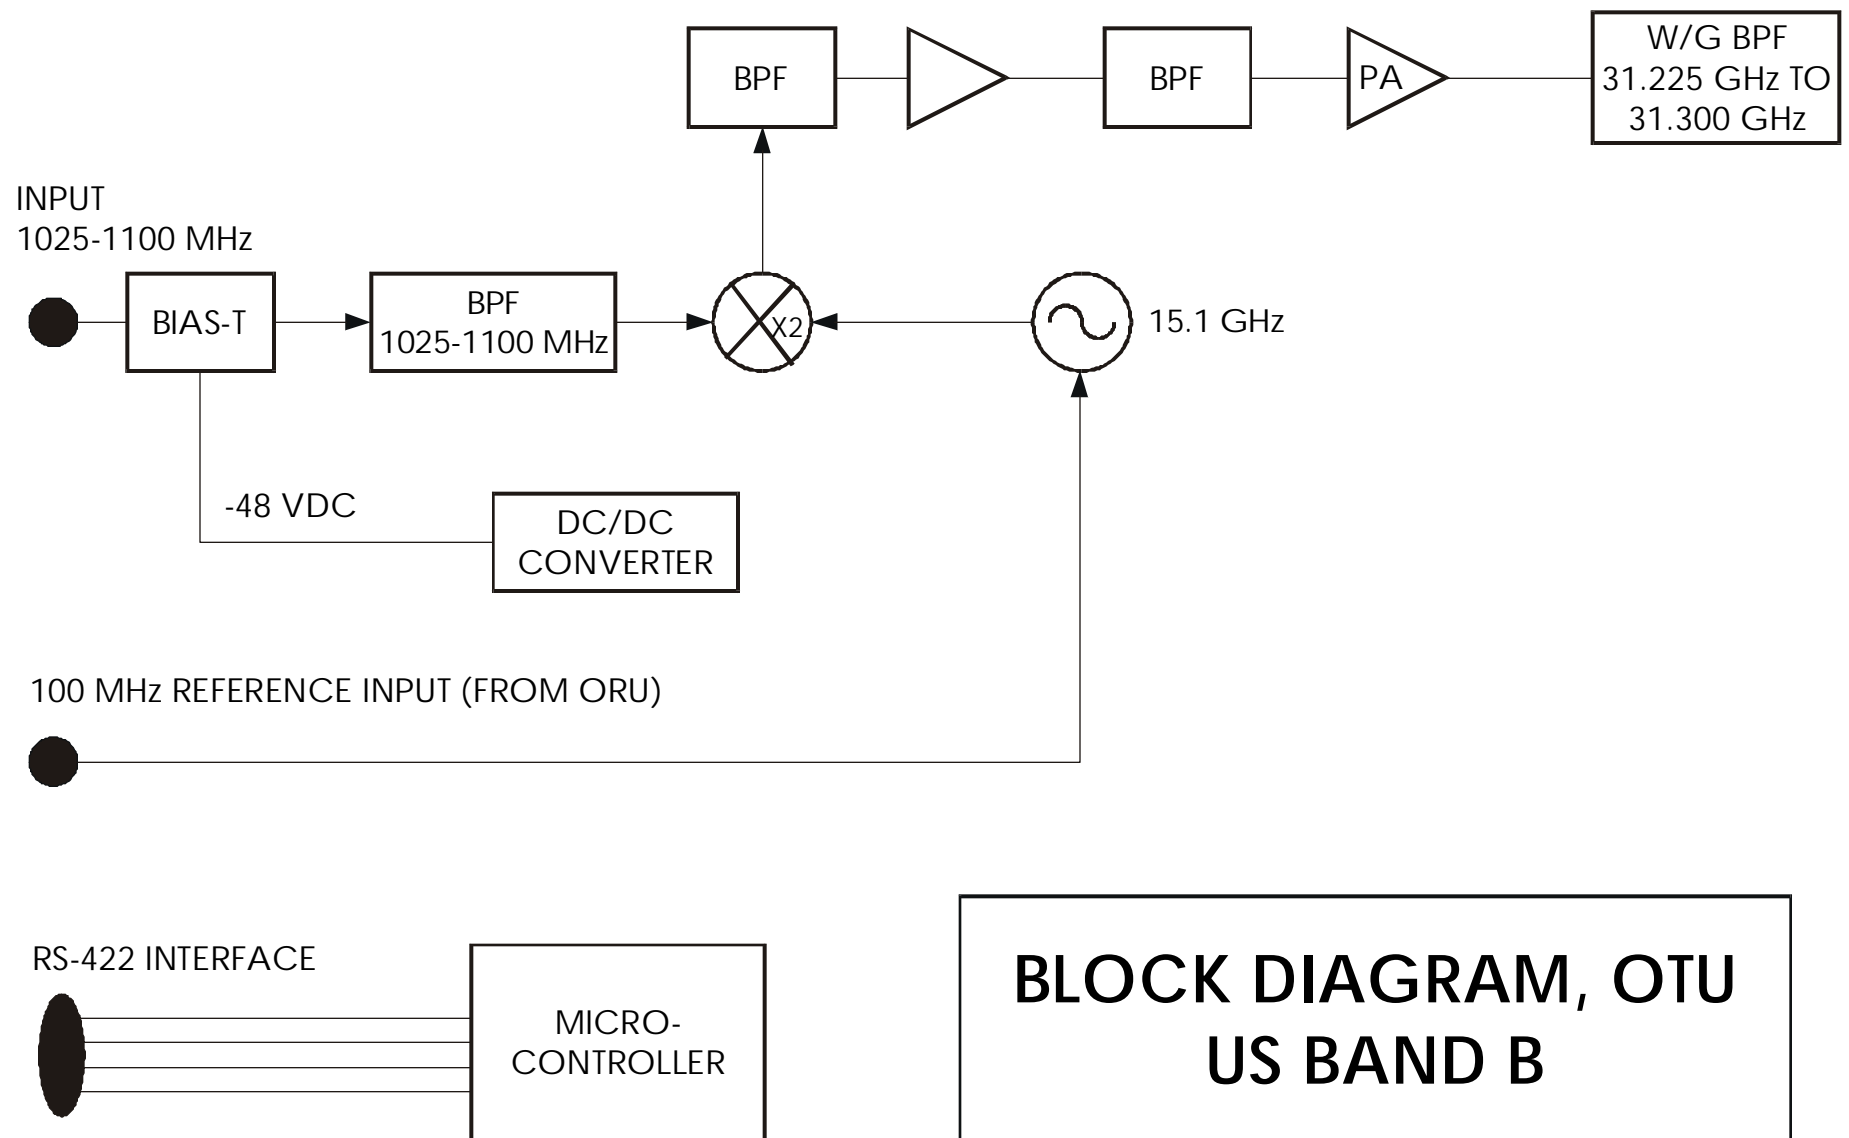 BPF
BPF
PA
W/G BPF
31.225 GHz TO
31.300 GHz
INPUT
1025-1100 MHz
BIAS-T
BPF
1025-1100 MHz
X2
15.1 GHz
-48 VDC
DC/DC
CONVERTER
100 MHz REFERENCE INPUT (FROM ORU)
RS-422 INTERFACE
MICRO-
CONTROLLER
BLOCK DIAGRAM, OTU
US BAND B